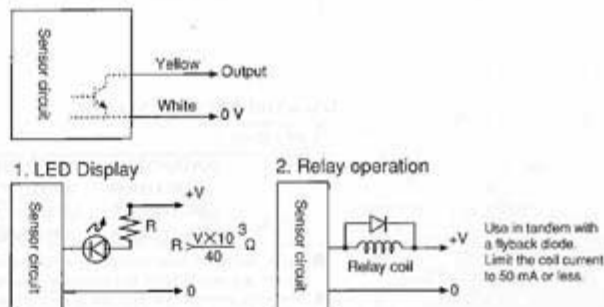 Sensor circuit
Yellow
Output
White
0 V
1. LED Display
Sensor circuit
+V
R
R > V×10³ / 40 Ω
0
2. Relay operation
Sensor circuit
+V
Relay coil
0
Use in tandem with
a flyback diode.
Limit the coil current
to 50 mA or less.